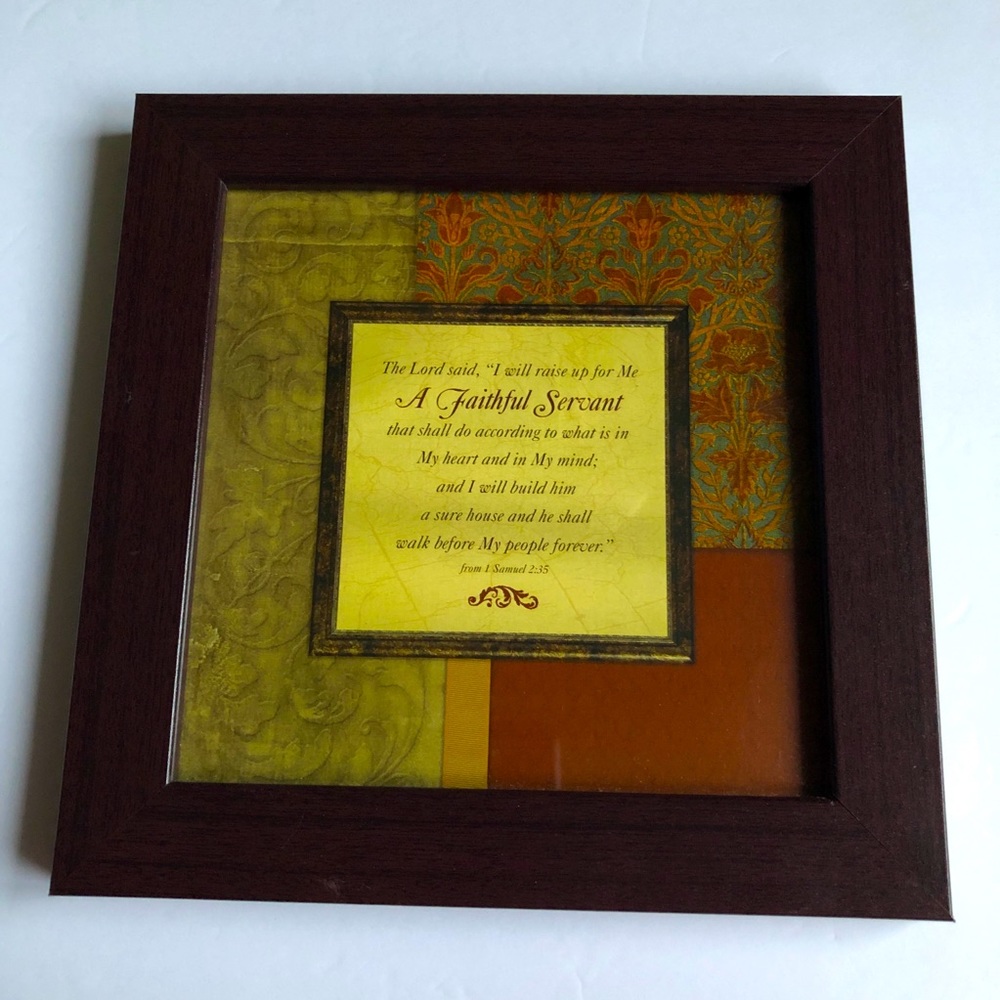 The Lord said, “I will raise up for Me
A Faithful Servant
that shall do according to what is in
My heart and in My mind;
and I will build him
a sure house and he shall
walk before My people forever.”
from 1 Samuel 2:35